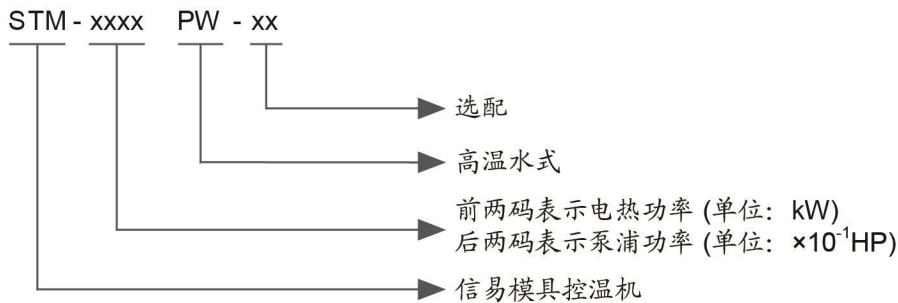 STM - xxxx PW - xx
选配
高温水式
前两码表示电热功率 (单位：kW)
后两码表示泵浦功率 (单位：×10⁻¹HP)
信易模具控温机